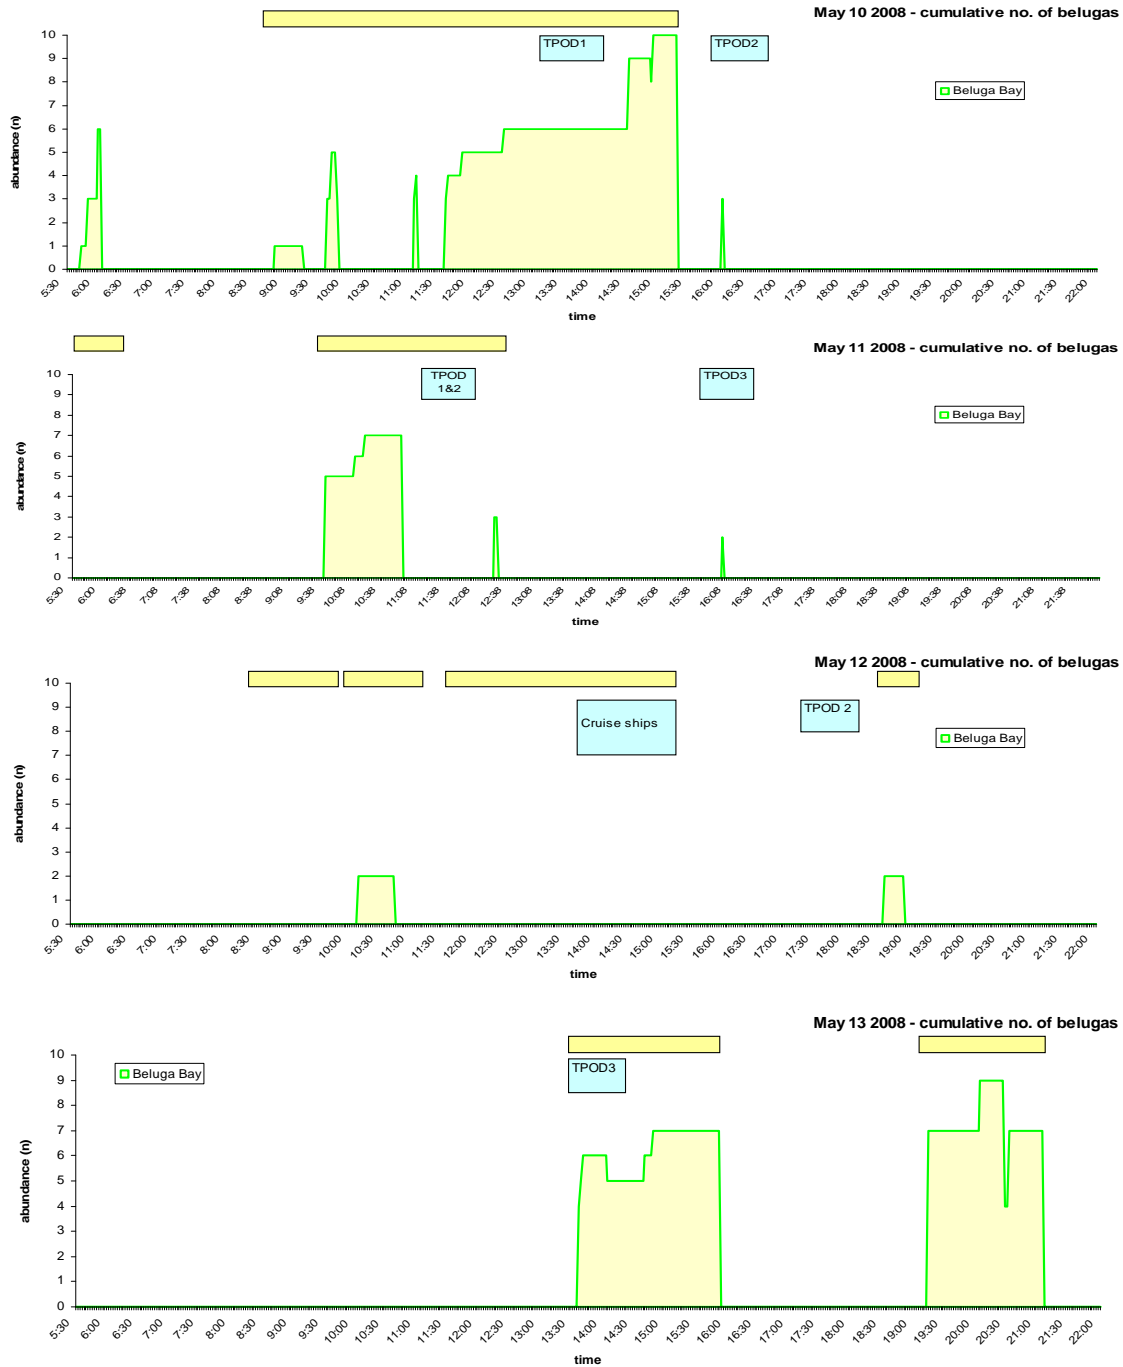 May 10 2008 - cumulative no. of belugas
TPOD1
TPOD2
Beluga Bay
abundance (n)
10
9
8
7
6
5
4
3
2
1
0
5:30 6:00 6:30 7:00 7:30 8:00 8:30 9:00 9:30 10:00 10:30 11:00 11:30 12:00 12:30 13:00 13:30 14:00 14:30 15:00 15:30 16:00 16:30 17:00 17:30 18:00 18:30 19:00 19:30 20:00 20:30 21:00 21:30 22:00
time
May 11 2008 - cumulative no. of belugas
TPOD
1&2
TPOD3
Beluga Bay
abundance (n)
10
9
8
7
6
5
4
3
2
1
0
5:30 6:00 6:38 7:08 7:38 8:08 8:38 9:08 9:38 10:08 10:38 11:08 11:38 12:08 12:38 13:08 13:38 14:08 14:38 15:08 15:38 16:08 16:38 17:08 17:38 18:08 18:38 19:08 19:38 20:08 20:38 21:08 21:38
time
May 12 2008 - cumulative no. of belugas
Cruise ships
TPOD 2
Beluga Bay
abundance (n)
10
9
8
7
6
5
4
3
2
1
0
5:30 6:00 6:30 7:00 7:30 8:00 8:30 9:00 9:30 10:00 10:30 11:00 11:30 12:00 12:30 13:00 13:30 14:00 14:30 15:00 15:30 16:00 16:30 17:00 17:30 18:00 18:30 19:00 19:30 20:00 20:30 21:00 21:30 22:00
time
May 13 2008 - cumulative no. of belugas
TPOD3
Beluga Bay
abundance (n)
10
9
8
7
6
5
4
3
2
1
0
5:30 6:00 6:30 7:00 7:30 8:00 8:30 9:00 9:30 10:00 10:30 11:00 11:30 12:00 12:30 13:00 13:30 14:00 14:30 15:00 15:30 16:00 16:30 17:00 17:30 18:00 18:30 19:00 19:30 20:00 20:30 21:00 21:30 22:00
time